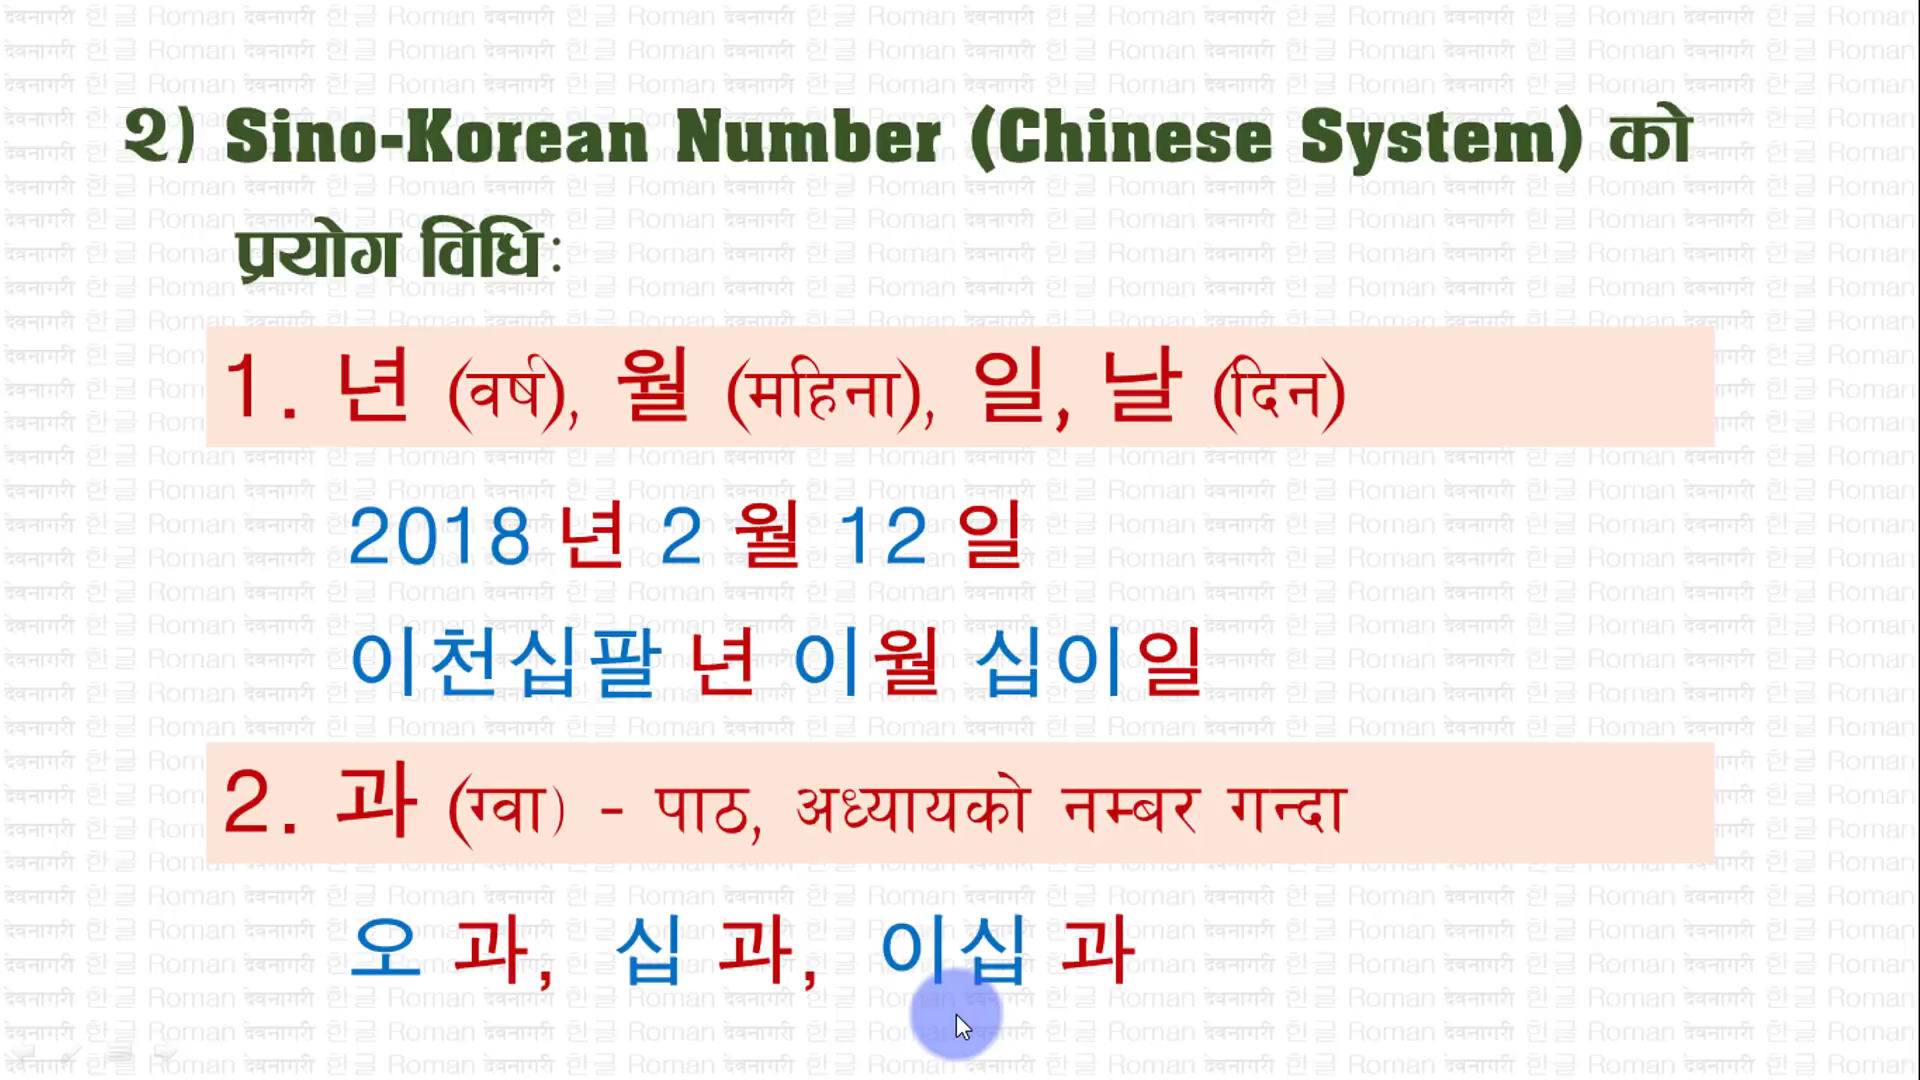 २) Sino-Korean Number (Chinese System) को
प्रयोग विधिः
1. 년 (वर्ष), 월 (महिना), 일, 날 (दिन)
2018 년 2 월 12 일
이천십팔 년 이월 십이일
2. 과 (ग्वा) - पाठ, अध्यायको नम्बर गन्दा
오 과, 십 과, 이십 과